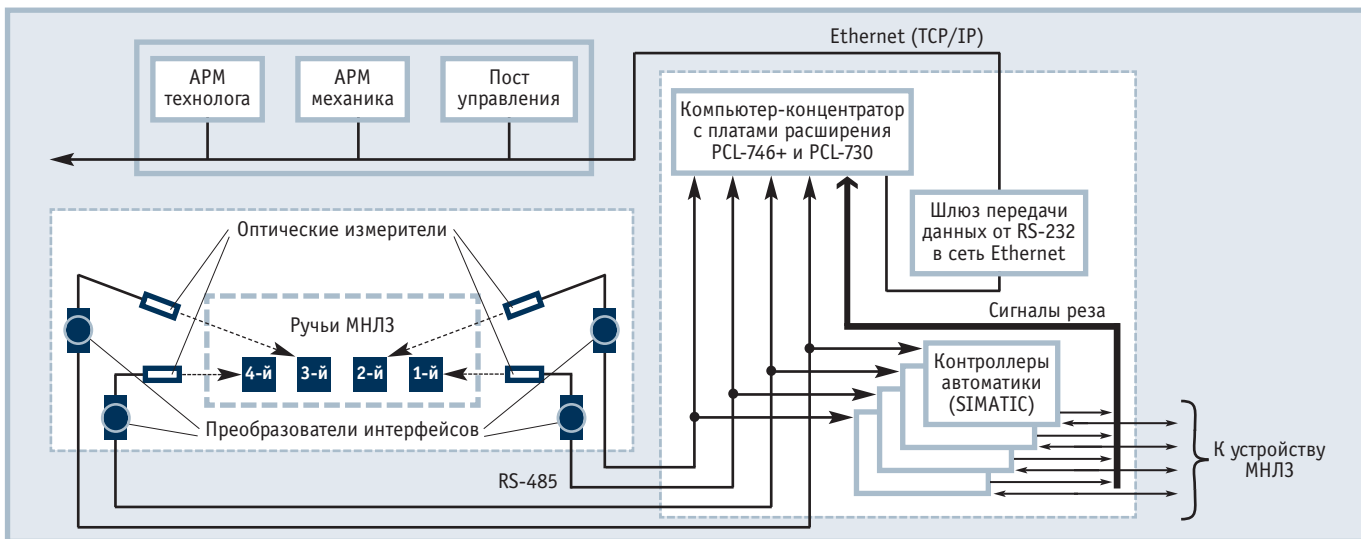 Ethernet (TCP/IP)
АРМ
технолога
АРМ
механика
Пост
управления
Компьютер-концентратор
с платами расширения
PCL-746+ и PCL-730
Шлюз передачи
данных от RS-232
в сеть Ethernet
Оптические измерители
Ручьи МНЛЗ
4-й
3-й
2-й
1-й
Преобразователи интерфейсов
RS-485
Сигналы реза
Контроллеры
автоматики
(SIMATIC)
К устройству
МНЛЗ